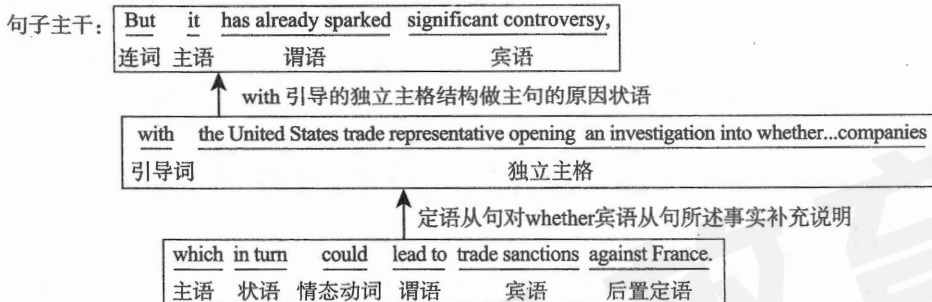 句子主干： But it has already sparked significant controversy,
连词 主语 谓语 宾语
with 引导的独立主格结构做主句的原因状语
with the United States trade representative opening an investigation into whether...companies
引导词 独立主格
定语从句对whether宾语从句所述事实补充说明
which in turn could lead to trade sanctions against France.
主语 状语 情态动词 谓语 宾语 后置定语